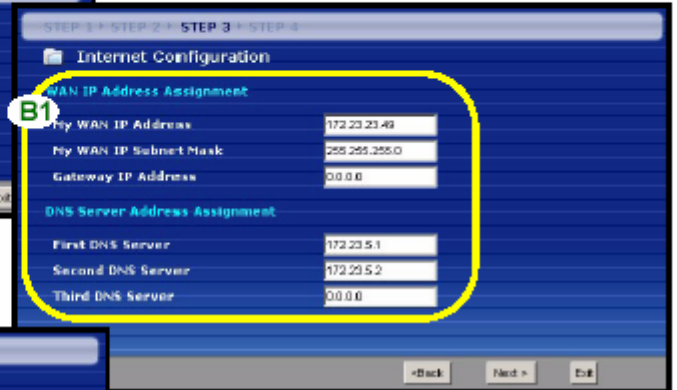 STEP 1 STEP 2 STEP 3 STEP 4
Internet Configuration
WAN IP Address Assignment
B1
My WAN IP Address 172.23.23.49
My WAN IP Subnet Mask 255.255.255.0
Gateway IP Address 0.0.0.0
DNS Server Address Assignment
First DNS Server 172.23.5.1
Second DNS Server 172.23.5.2
Third DNS Server 0.0.0.0
<Back Next > Exit